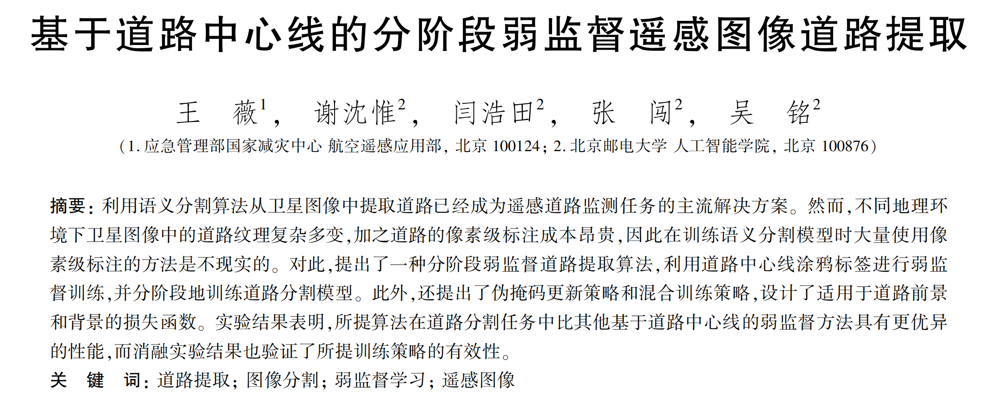 基于道路中心线的分阶段弱监督遥感图像道路提取
王　薇1，　谢沈惟2，　闫浩田2，　张　闯2，　吴　铭2
(1. 应急管理部国家减灾中心 航空遥感应用部, 北京 100124; 2. 北京邮电大学 人工智能学院, 北京 100876)
摘要: 利用语义分割算法从卫星图像中提取道路已经成为遥感道路监测任务的主流解决方案。然而,不同地理环
境下卫星图像中的道路纹理复杂多变,加之道路的像素级标注成本昂贵,因此在训练语义分割模型时大量使用像
素级标注的方法是不现实的。对此,提出了一种分阶段弱监督道路提取算法,利用道路中心线涂鸦标签进行弱监
督训练,并分阶段地训练道路分割模型。此外,还提出了伪掩码更新策略和混合训练策略,设计了适用于道路前景
和背景的损失函数。实验结果表明,所提算法在道路分割任务中比其他基于道路中心线的弱监督方法具有更优异
的性能,而消融实验结果也验证了所提训练策略的有效性。
关　键　词: 道路提取; 图像分割; 弱监督学习; 遥感图像